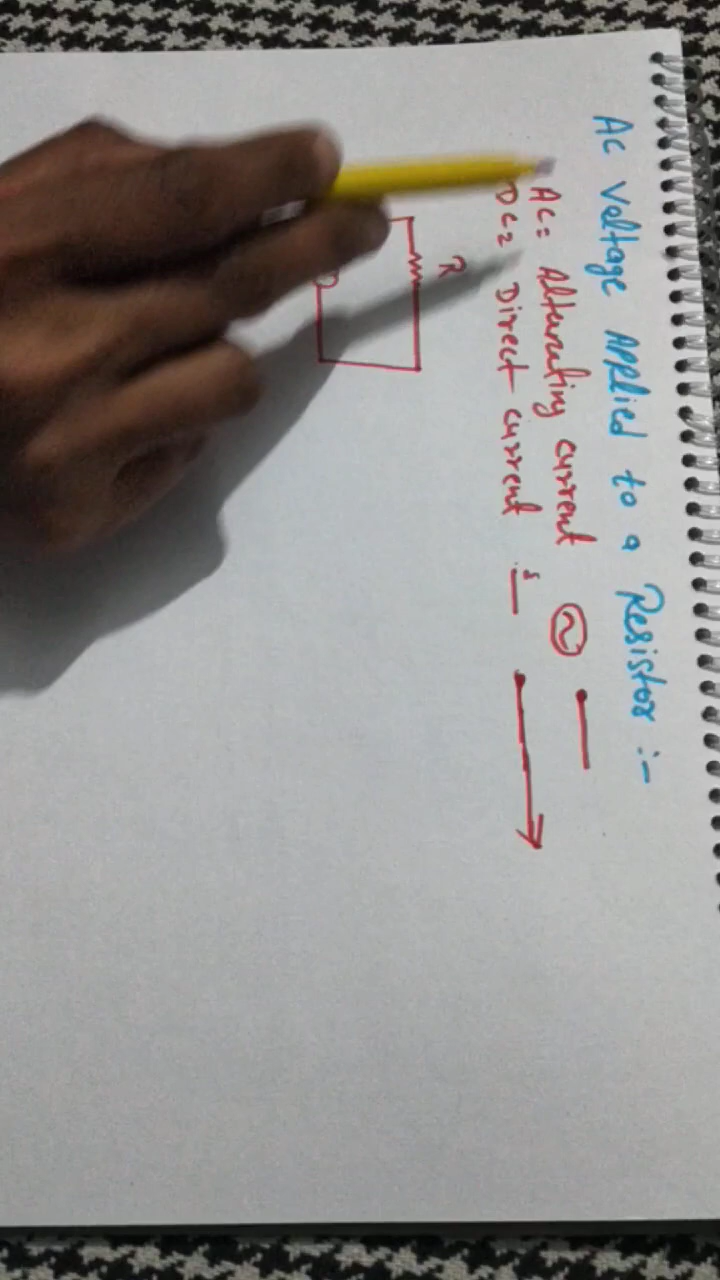 AC voltage Applied to a Resistor :-
AC = Alternating current
DC = Direct current
R